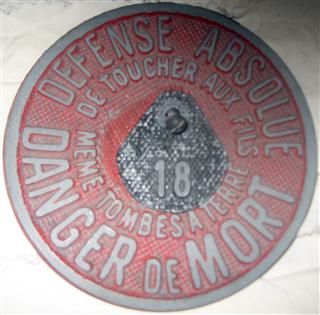 DEFENSE ABSOLUE
DE TOUCHER AUX FILS
MEME TOMBES A TERRE
DANGER DE MORT
18